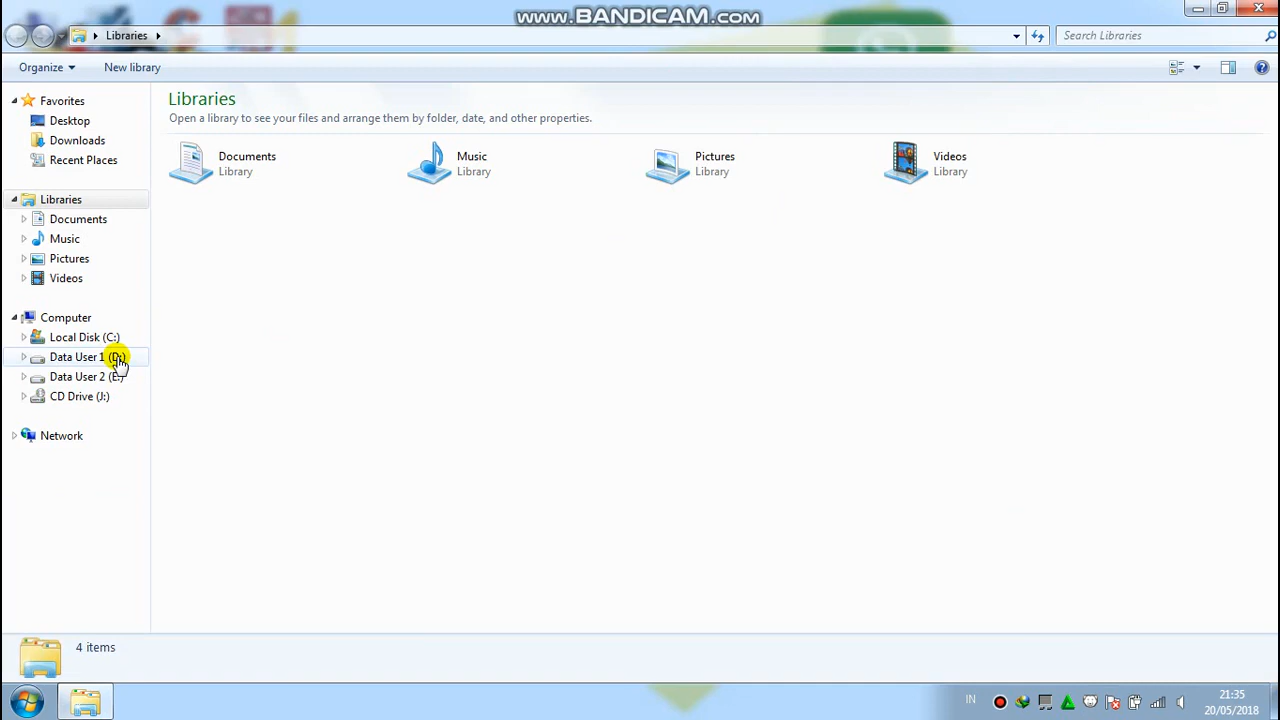 WWW.BANDICAM.COM
Libraries
Search Libraries
Organize
New library
Favorites
Desktop
Downloads
Recent Places
Libraries
Documents
Music
Pictures
Videos
Computer
Local Disk (C:)
Data User 1 (D:)
Data User 2 (E:)
CD Drive (J:)
Network
Libraries
Open a library to see your files and arrange them by folder, date, and other properties.
Documents
Library
Music
Library
Pictures
Library
Videos
Library
4 items
IN
21:35
20/05/2018